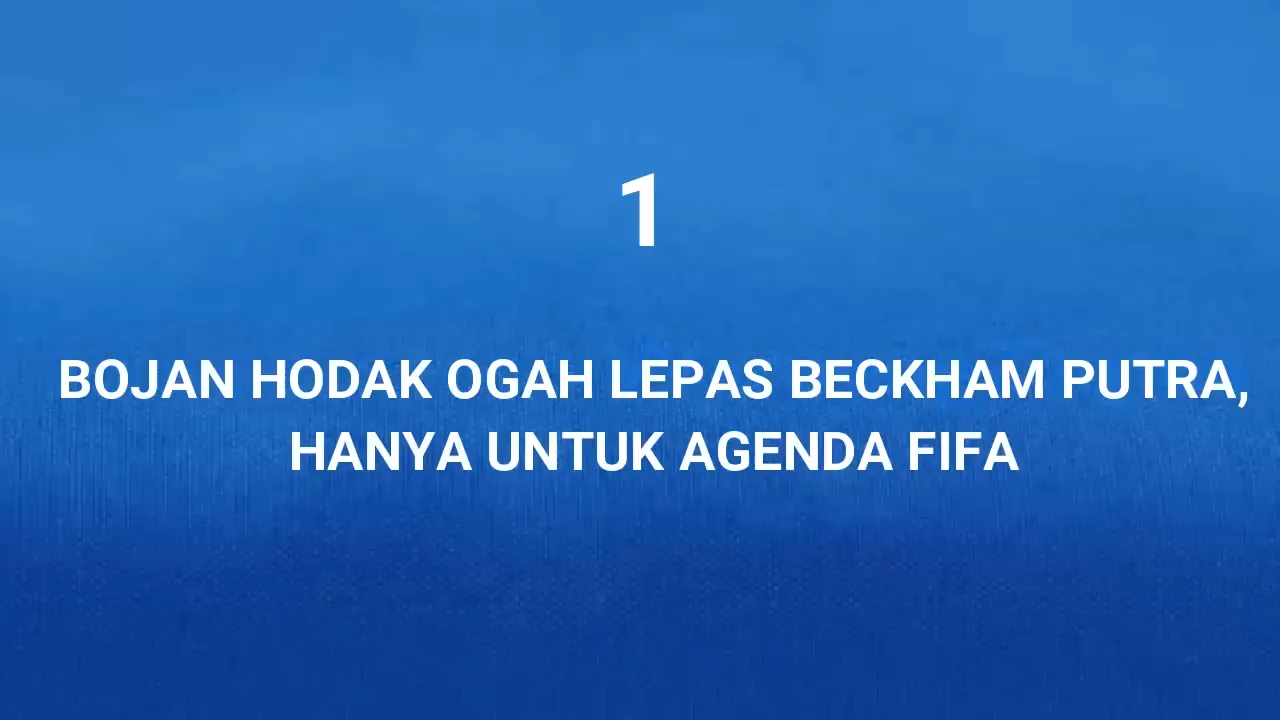 1
BOJAN HODAK OGAH LEPAS BECKHAM PUTRA,
HANYA UNTUK AGENDA FIFA